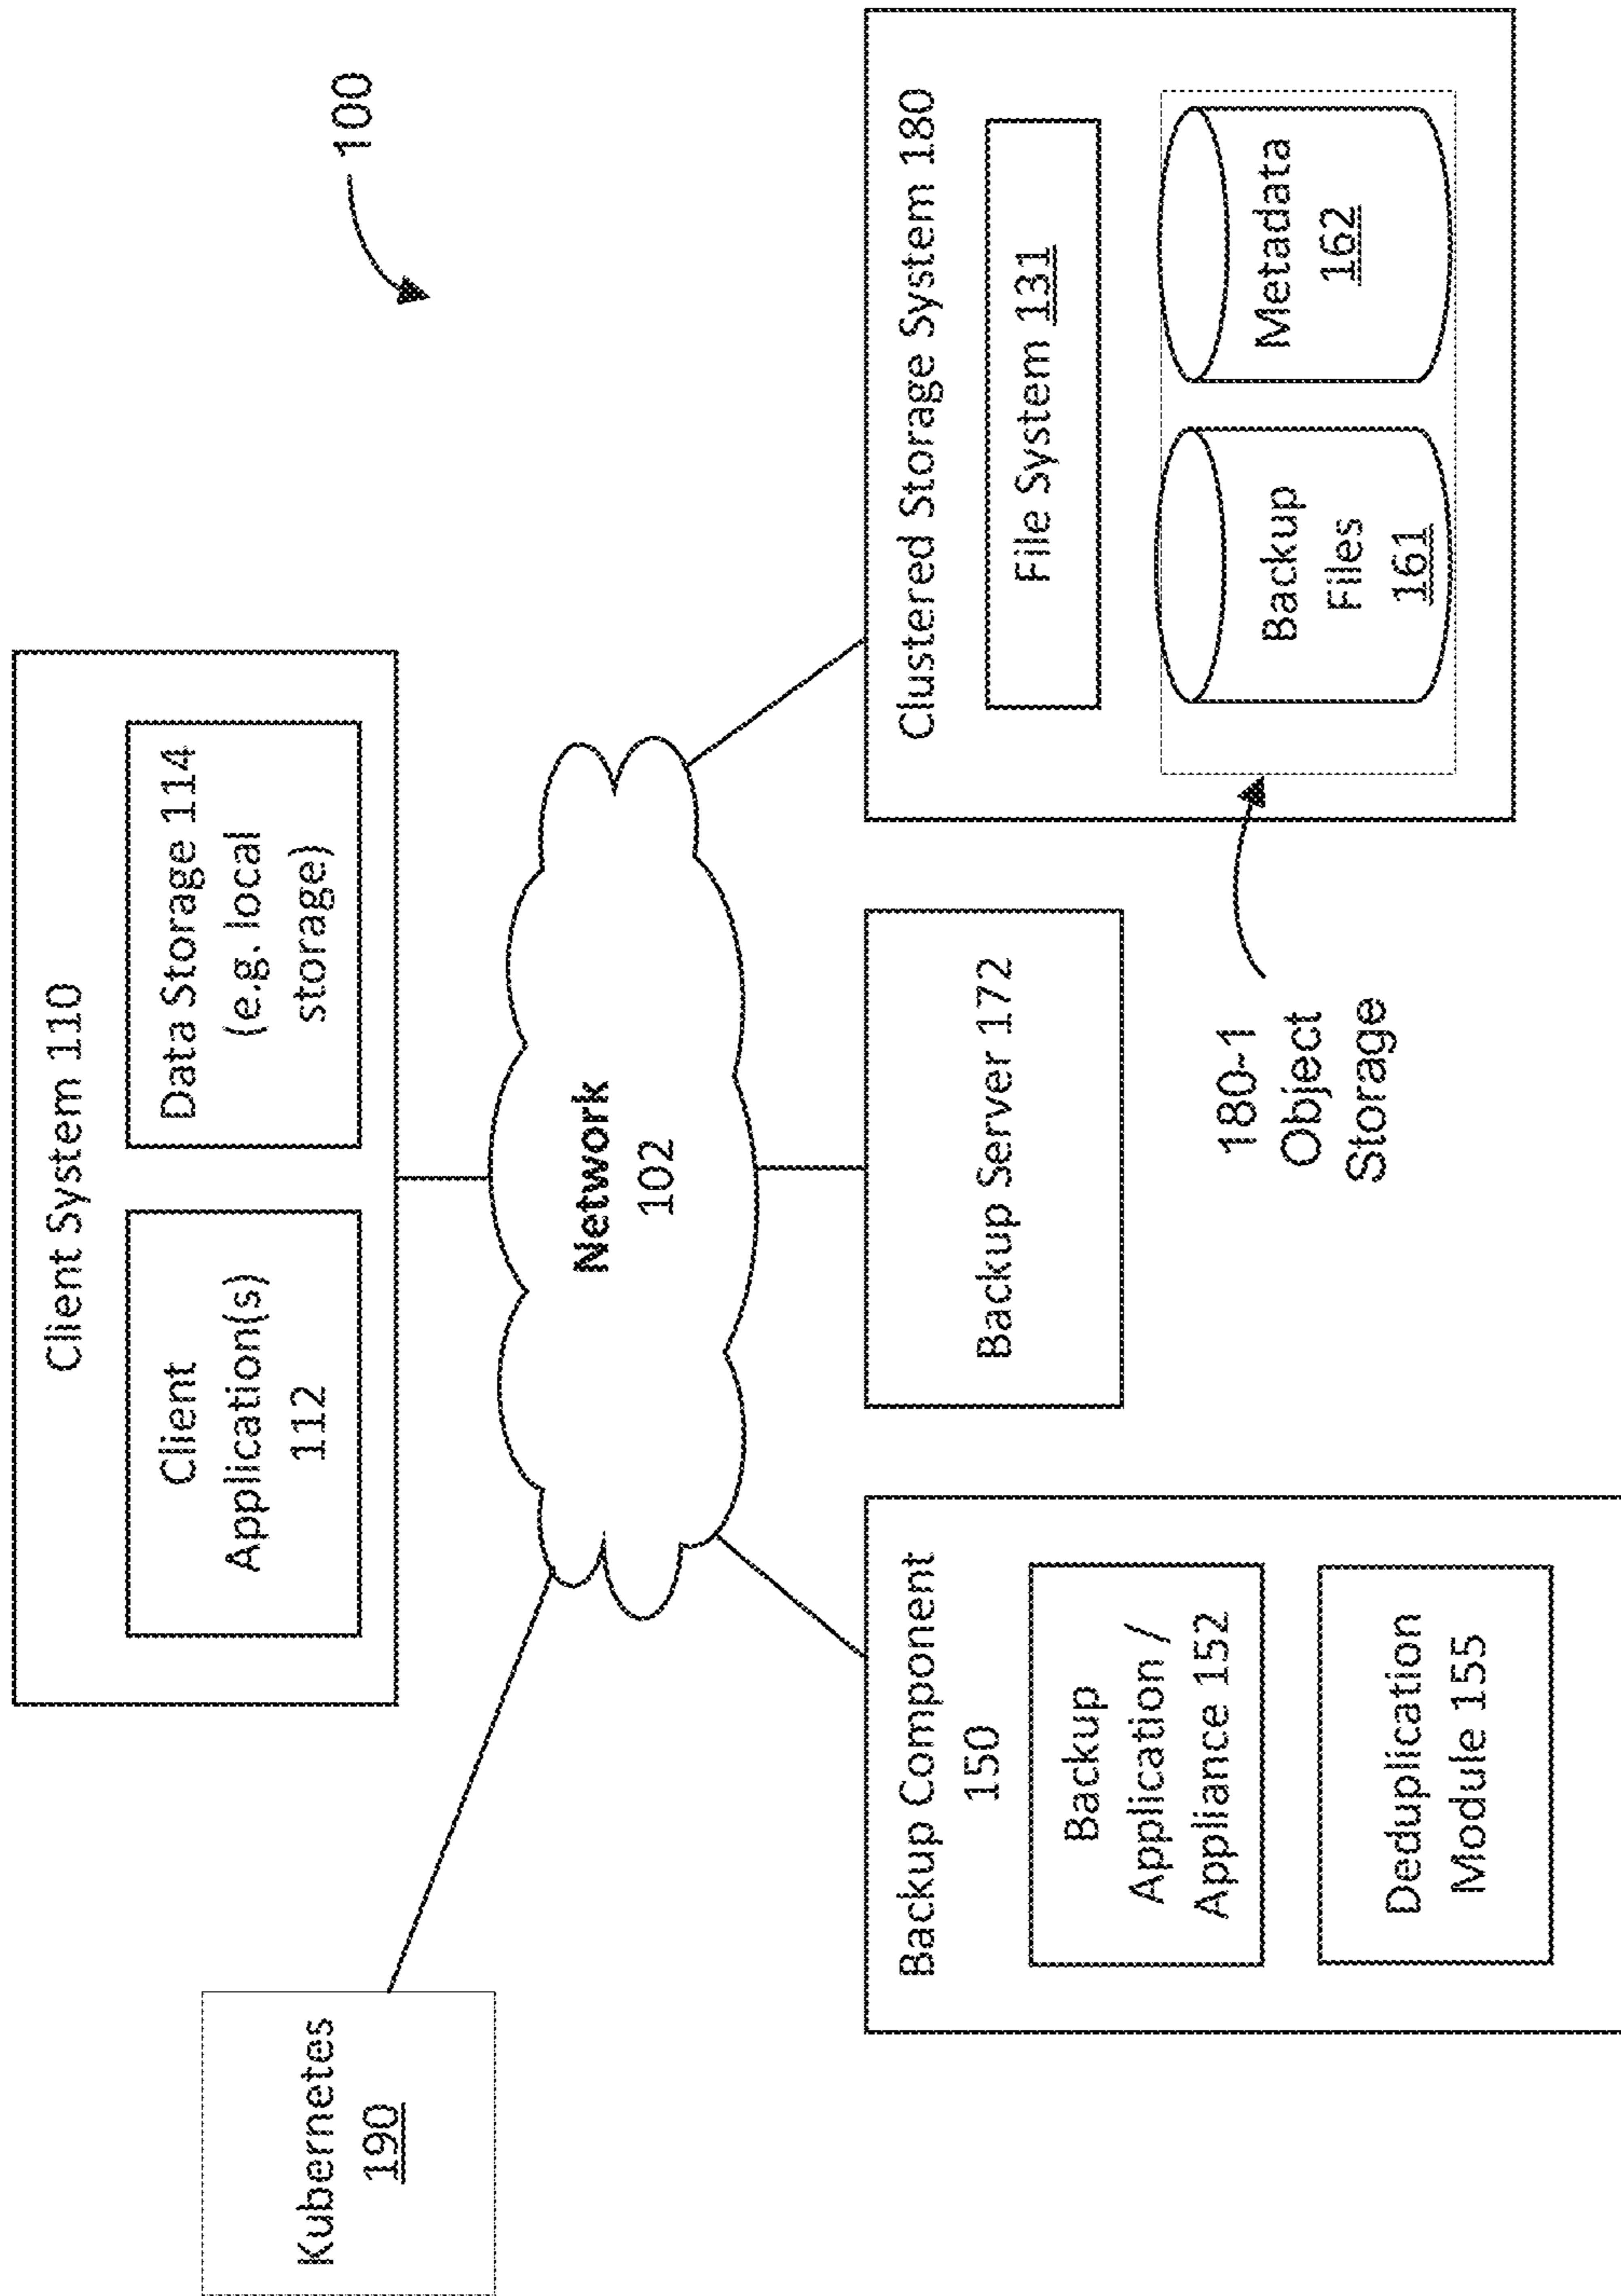 100
Client System 110
Client
Application(s)
112
Data Storage 114
(e.g. local
storage)
Kubernetes
190
Network
102
Backup Component
150
Backup
Application /
Appliance 152
Deduplication
Module 155
Backup Server 172
180-1
Object
Storage
Clustered Storage System 180
File System 131
Backup
Files
161
Metadata
162